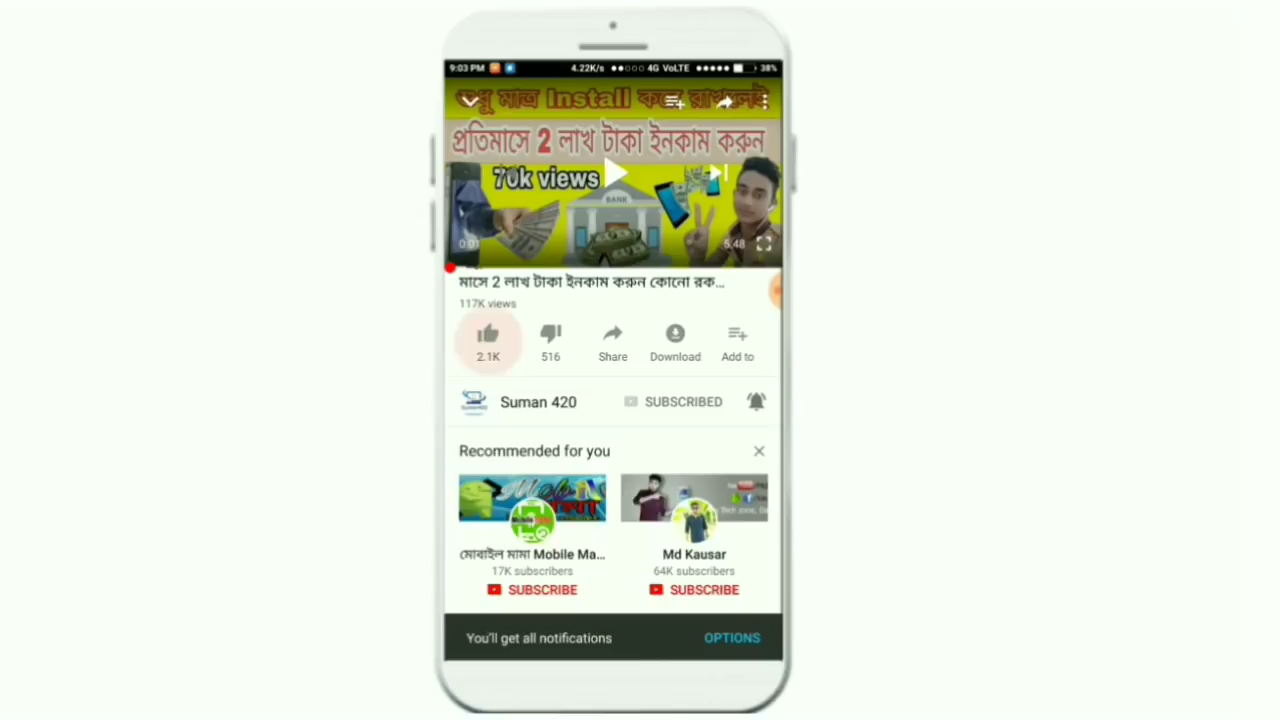 9:03 PM 4.22K/s 4G VoLTE 38%
শুধু মাত্র Install করে রাখলেই
প্রতিমাসে 2 লাখ টাকা ইনকাম করুন
70k views
BANK
0:01 5:48
মাসে 2 লাখ টাকা ইনকাম করুন কোনো রক...
117K views
2.1K 516 Share Download Add to
Suman 420 SUBSCRIBED
Recommended for you
মোবাইল মামা Mobile Ma... Md Kausar
17K subscribers 64K subscribers
SUBSCRIBE SUBSCRIBE
You'll get all notifications OPTIONS